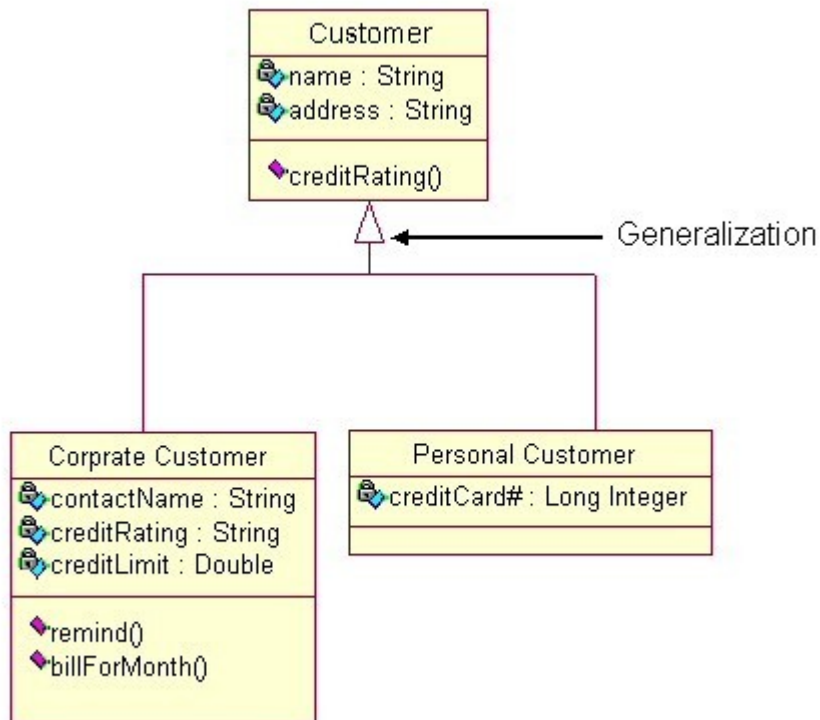 Customer
name : String
address : String
creditRating()
Generalization
Corprate Customer
contactName : String
creditRating : String
creditLimit : Double
remind()
billForMonth()
Personal Customer
creditCard# : Long Integer